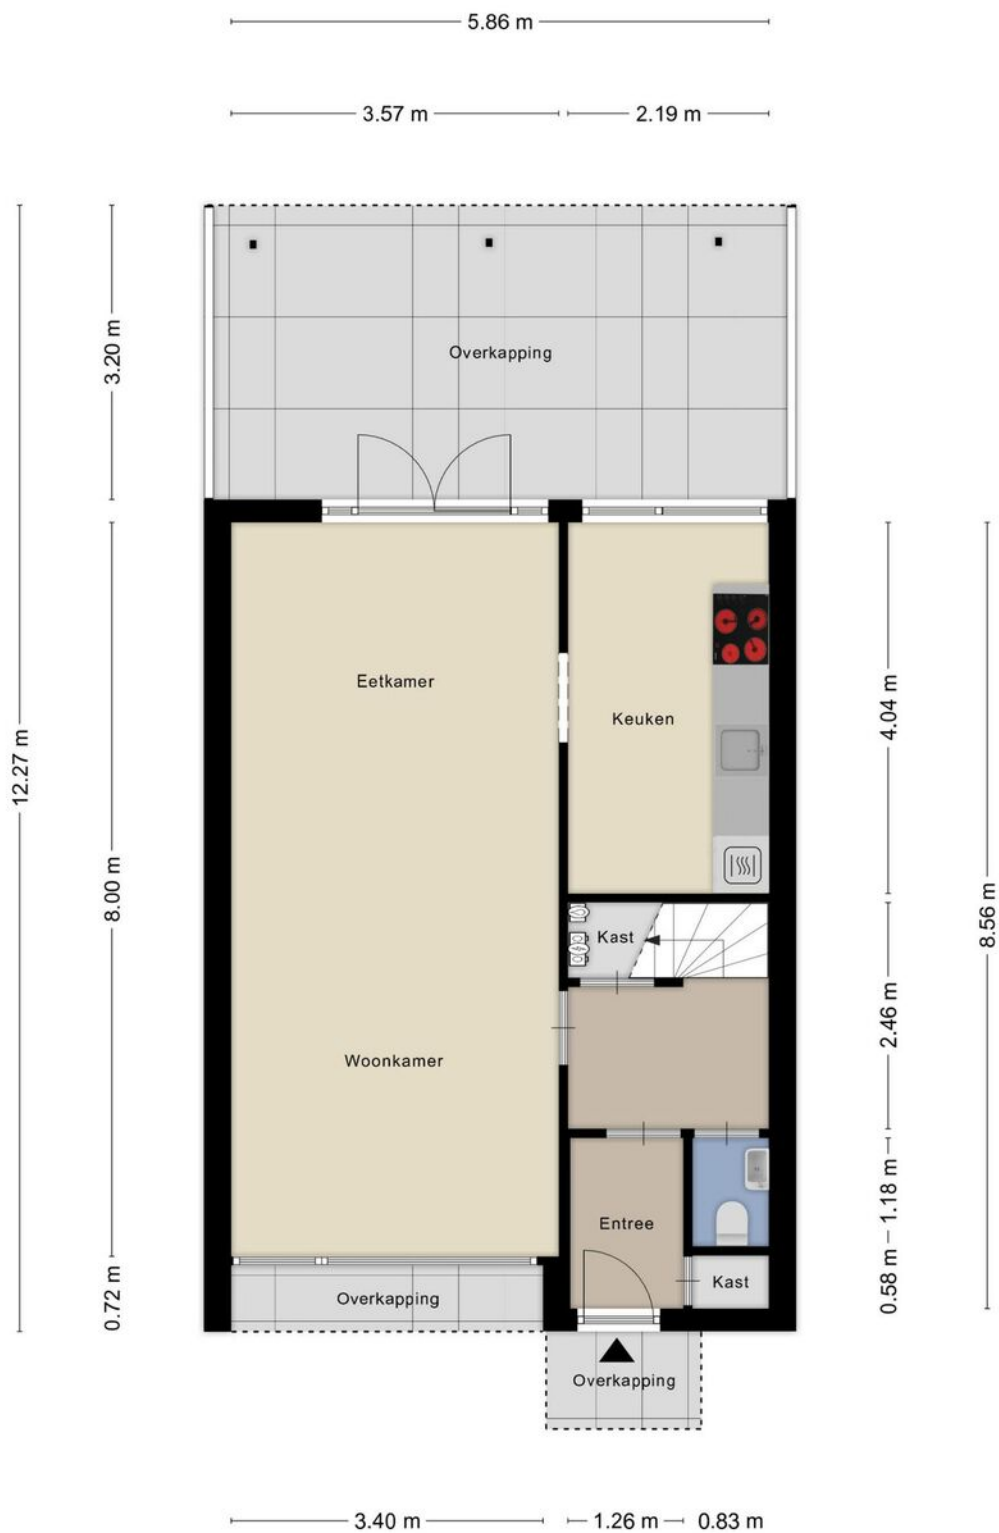 5.86 m
3.57 m
2.19 m
3.20 m
Overkapping
12.27 m
8.00 m
Eetkamer
Keuken
4.04 m
8.56 m
Kast
2.46 m
Woonkamer
Entree
1.18 m
Kast
0.58 m
0.72 m
Overkapping
Overkapping
3.40 m
1.26 m
0.83 m